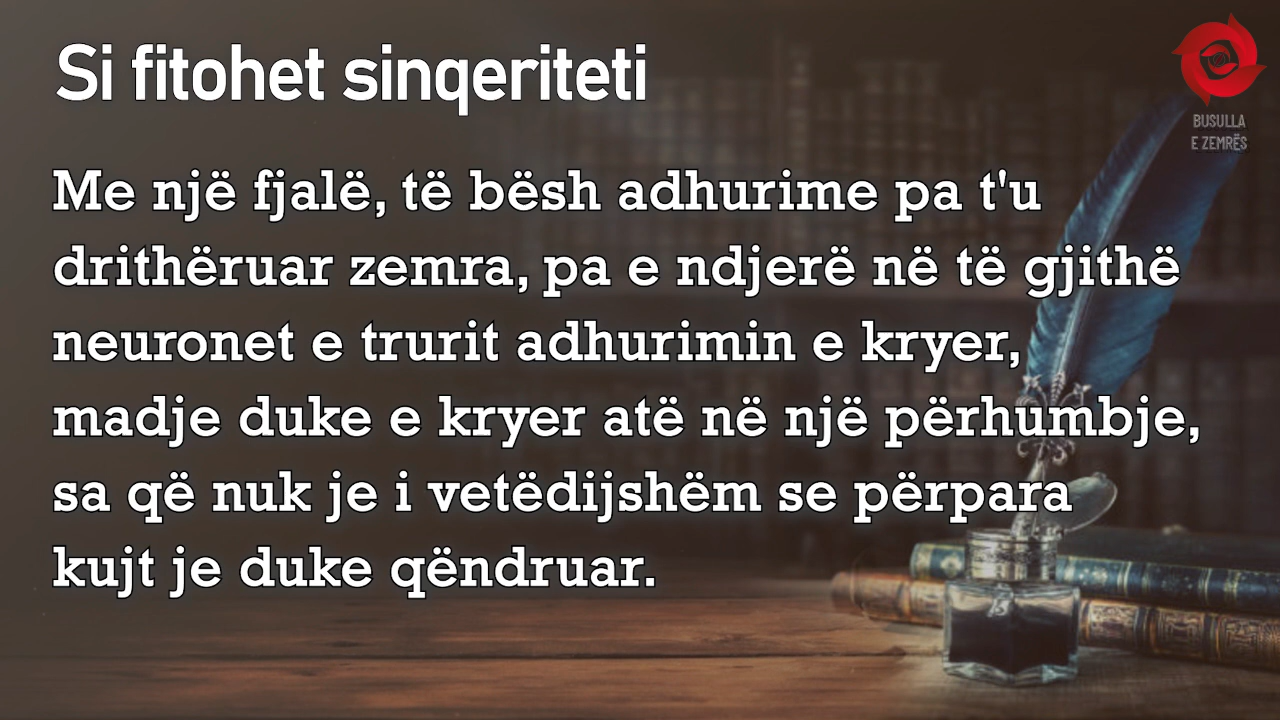 Si fitohet sinqeriteti
BUSULLA
E ZEMRËS
Me një fjalë, të bësh adhurime pa t'u
drithëruar zemra, pa e ndjerë në të gjithë
neuronet e trurit adhurimin e kryer,
madje duke e kryer atë në një përhumbje,
sa që nuk je i vetëdijshëm se përpara
kujt je duke qëndruar.